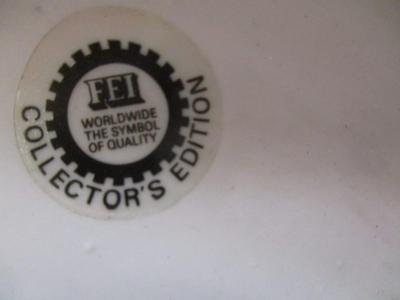 FEI
WORLDWIDE
THE SYMBOL
OF QUALITY
COLLECTOR'S EDITION